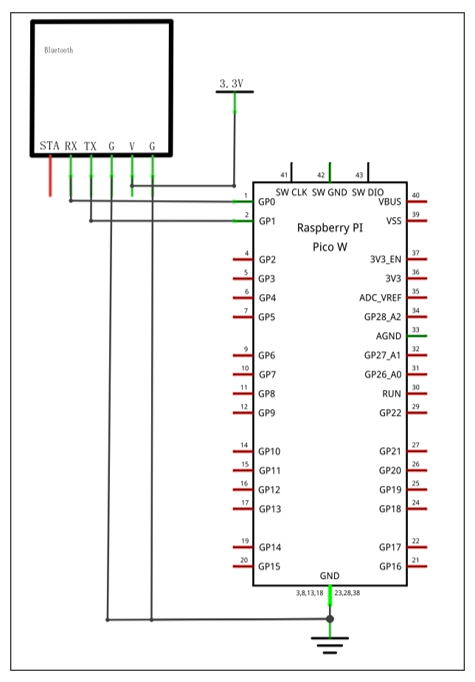 Bluetooth
STA RX TX G V G
3.3V
41 42 43
SW CLK SW GND SW DIO
Raspberry PI
Pico W
1 GP0 VBUS 40
2 GP1 VSS 39
4 GP2 3V3_EN 37
5 GP3 3V3 36
6 GP4 ADC_VREF 35
7 GP5 GP28_A2 34
AGND 33
9 GP6 GP27_A1 32
10 GP7 GP26_A0 31
11 GP8 RUN 30
12 GP9 GP22 29
14 GP10 GP21 27
15 GP11 GP20 26
16 GP12 GP19 25
17 GP13 GP18 24
19 GP14 GP17 22
20 GP15 GP16 21
GND
3,8,13,18 23,28,38